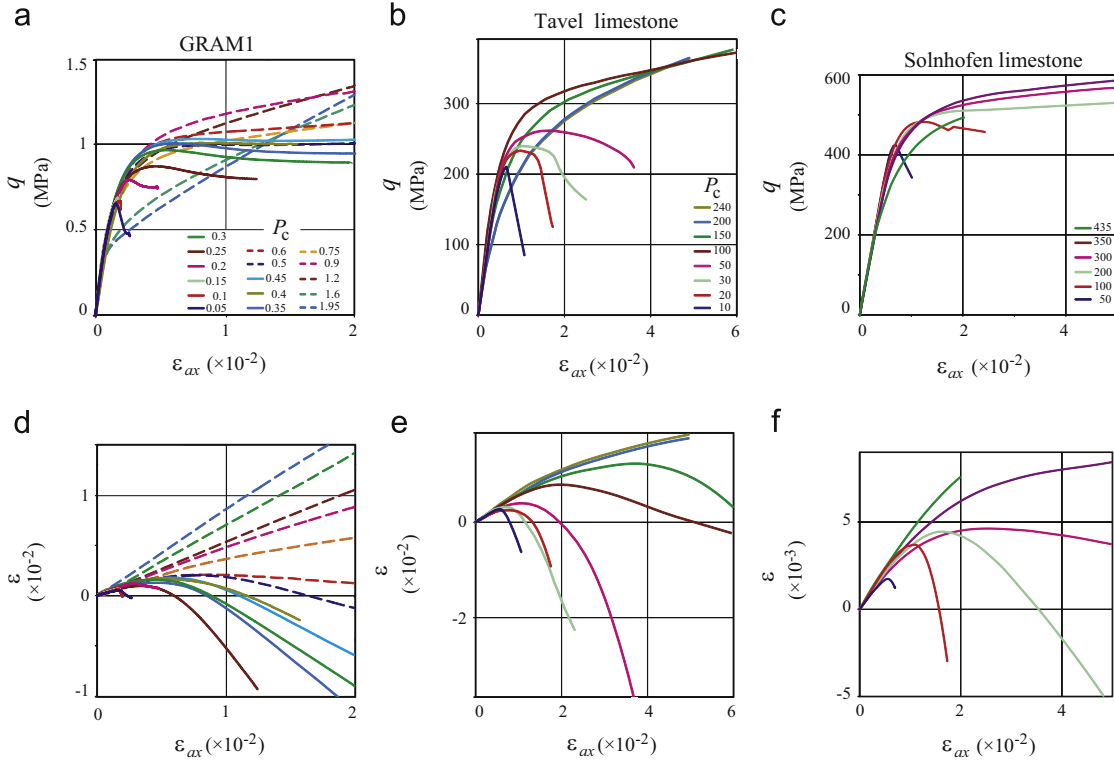 a
GRAM1
1.5
1
0.5
0
q
(MPa)
P_c
0.3
0.25
0.2
0.15
0.1
0.05
0.6
0.5
0.45
0.4
0.35
0.75
0.9
1.2
1.6
1.95
0 1 2
ε_ax (×10^-2)
b
Tavel limestone
300
200
100
0
q
(MPa)
P_c
240
200
150
100
50
30
20
10
0 2 4 6
ε_ax (×10^-2)
c
Solnhofen limestone
600
400
200
0
q
(MPa)
435
350
300
200
100
50
0 2 4
ε_ax (×10^-2)
d
1
0
-1
ε
(×10^-2)
0 1 2
ε_ax (×10^-2)
e
0
-2
ε
(×10^-2)
0 2 4 6
ε_ax (×10^-2)
f
5
0
-5
ε
(×10^-3)
0 2 4
ε_ax (×10^-2)